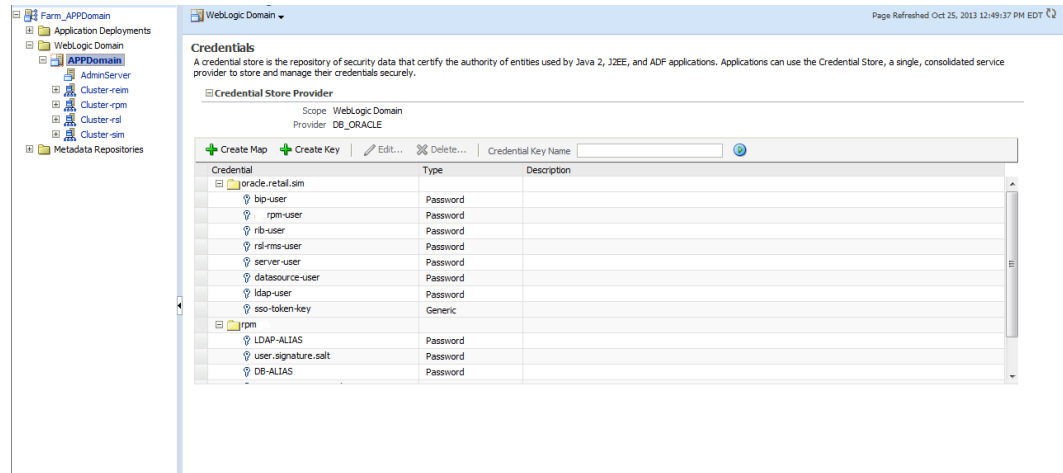 Farm_APPDomain
Application Deployments
WebLogic Domain
APPDomain
AdminServer
Cluster-reim
Cluster-rpm
Cluster-rsl
Cluster-sim
Metadata Repositories
WebLogic Domain
Page Refreshed Oct 25, 2013 12:49:37 PM EDT
Credentials
A credential store is the repository of security data that certify the authority of entities used by Java 2, J2EE, and ADF applications. Applications can use the Credential Store, a single, consolidated service
provider to store and manage their credentials securely.
Credential Store Provider
Scope WebLogic Domain
Provider DB_ORACLE
Create Map Create Key Edit... Delete... Credential Key Name
Credential Type Description
oracle.retail.sim
bip-user Password
rpm-user Password
rib-user Password
rsl-rms-user Password
server-user Password
datasource-user Password
ldap-user Password
sso-token-key Generic
rpm
LDAP-ALIAS Password
user.signature.salt Password
DB-ALIAS Password